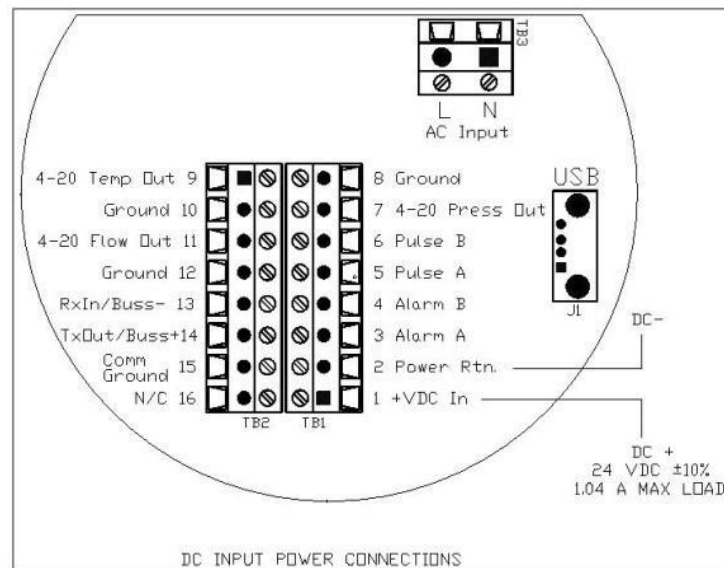 TB3
L N
AC Input
4-20 Temp Out 9
Ground 10
4-20 Flow Out 11
Ground 12
RxIn/Buss- 13
TxOut/Buss+14
Comm
Ground 15
N/C 16
TB2
TB1
8 Ground
7 4-20 Press Out
6 Pulse B
5 Pulse A
4 Alarm B
3 Alarm A
2 Power Rtn.
1 +VDC In
USB
J1
DC-
DC +
24 VDC ±10%
1.04 A MAX LOAD
DC INPUT POWER CONNECTIONS